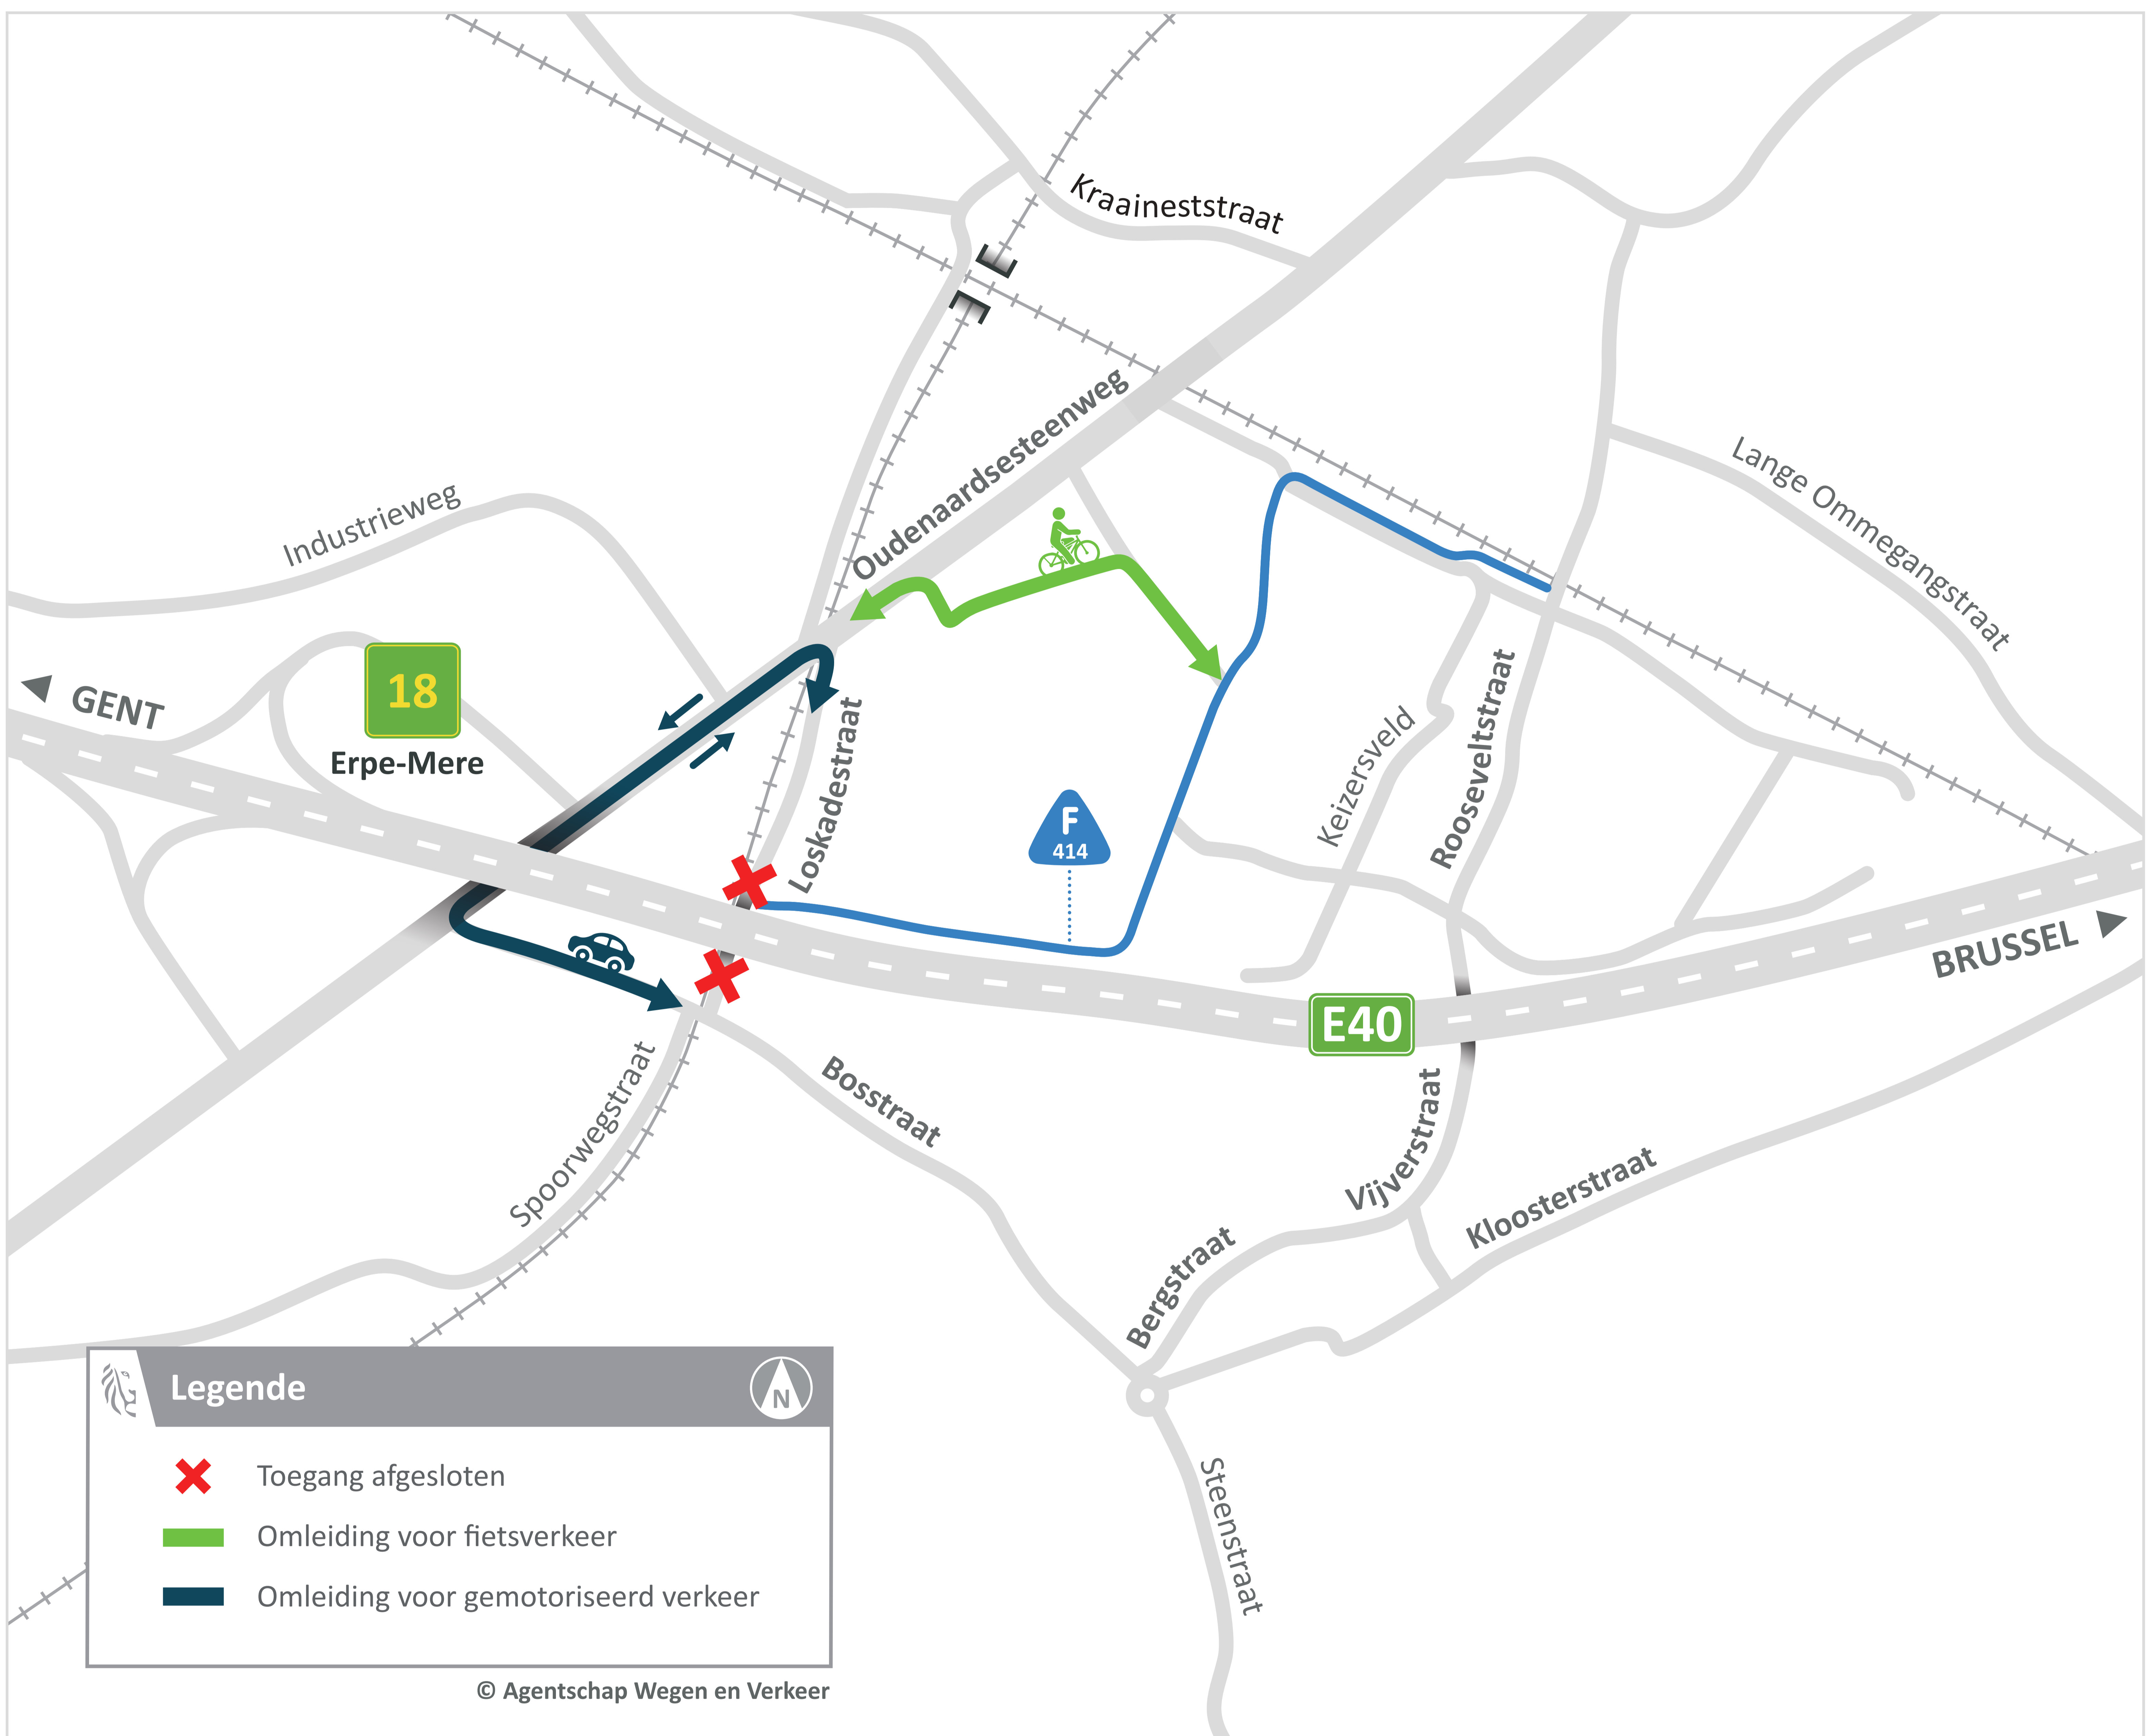 Kraaineststraat
Oudenaardsesteenweg
Industrieweg
Lange Ommegangstraat
GENT
18
Erpe-Mere
Loskadestraat
Keizersveld
Rooseveltstraat
F
414
BRUSSEL
E40
Spoorwegstraat
Bosstraat
Vijverstraat
Kloosterstraat
Bergstraat
Steenstraat
Legende
N
Toegang afgesloten
Omleiding voor fietsverkeer
Omleiding voor gemotoriseerd verkeer
© Agentschap Wegen en Verkeer